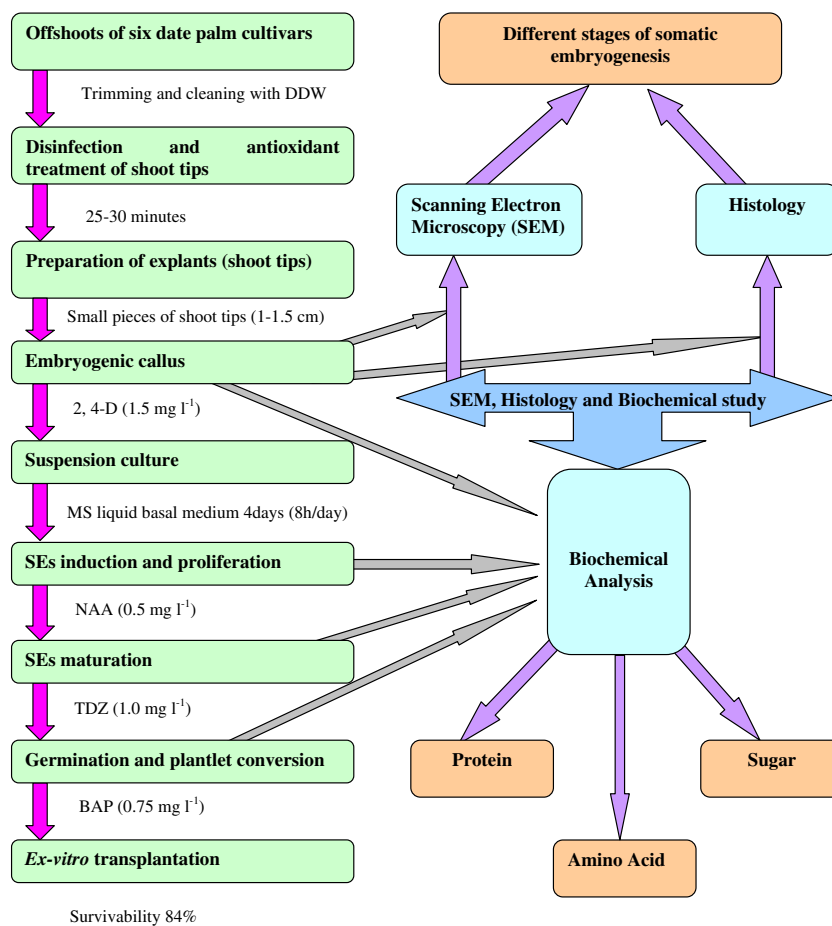 Offshoots of six date palm cultivars
Trimming and cleaning with DDW
Disinfection and antioxidant
treatment of shoot tips
25-30 minutes
Preparation of explants (shoot tips)
Small pieces of shoot tips (1-1.5 cm)
Embryogenic callus
2, 4-D (1.5 mg l⁻¹)
Suspension culture
MS liquid basal medium 4days (8h/day)
SEs induction and proliferation
NAA (0.5 mg l⁻¹)
SEs maturation
TDZ (1.0 mg l⁻¹)
Germination and plantlet conversion
BAP (0.75 mg l⁻¹)
Ex-vitro transplantation
Survivability 84%
Different stages of somatic
embryogenesis
Scanning Electron
Microscopy (SEM)
Histology
SEM, Histology and Biochemical study
Biochemical
Analysis
Protein
Sugar
Amino Acid